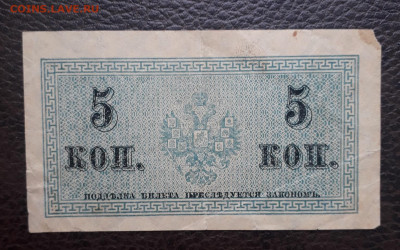 COINS.LAVE.RU
5 5
КОП. КОП.
ПОДДѢЛКА БИЛЕТА ПРЕСЛѢДУЕТСЯ ЗАКОНОМЪ.